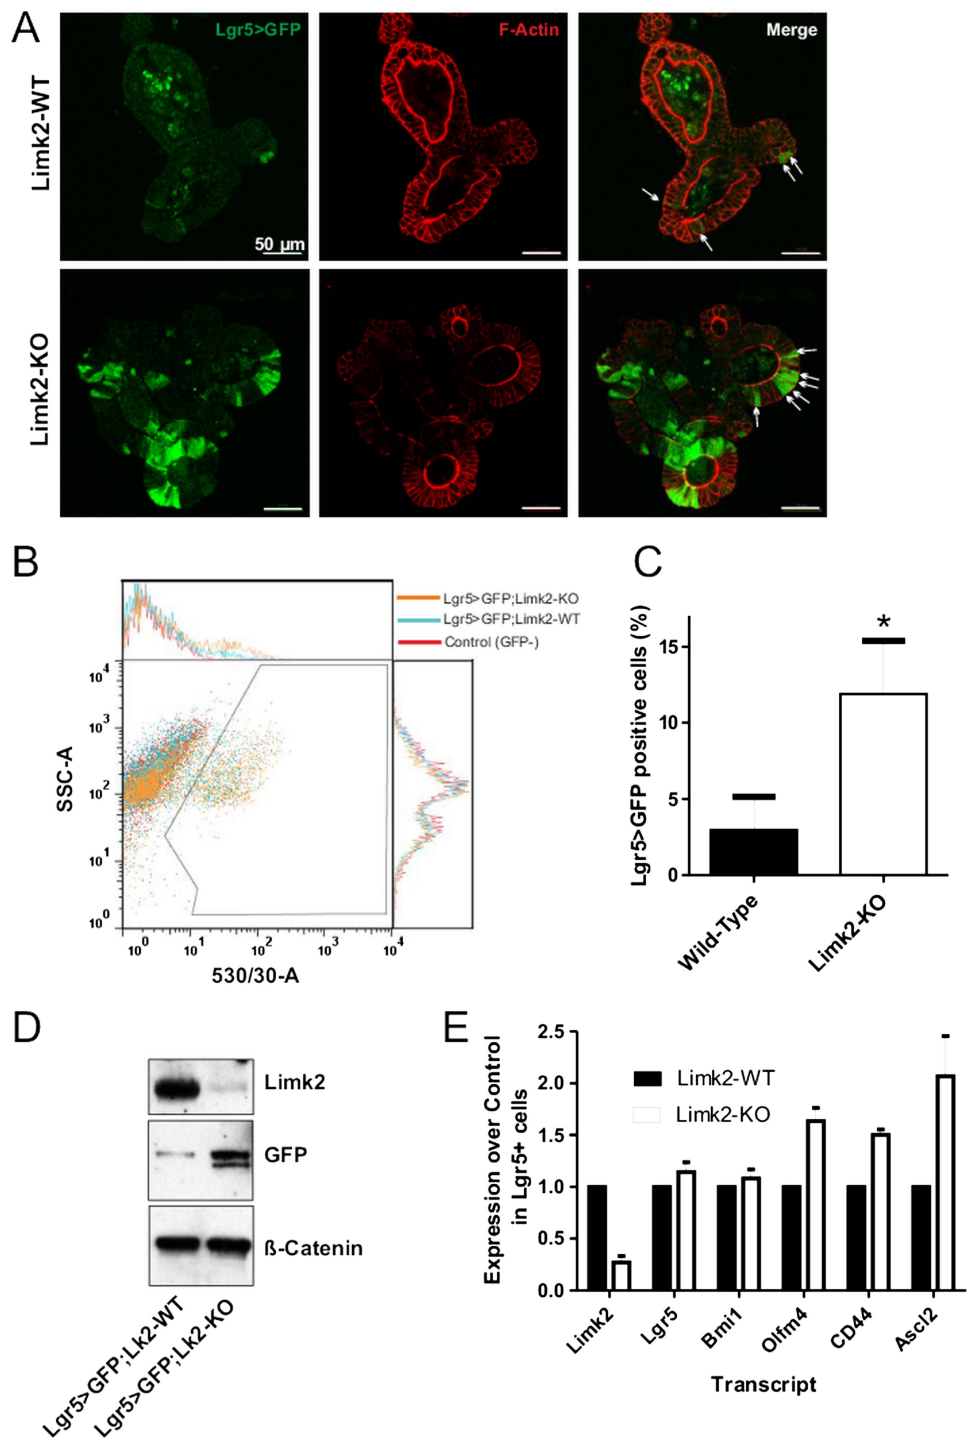 A
Lgr5>GFP
F-Actin
Merge
Limk2-WT
50 µm
Limk2-KO
B
Lgr5>GFP;Limk2-KO
Lgr5>GFP;Limk2-WT
Control (GFP-)
SSC-A
10^4
10^3
10^2
10^1
10^0
10^0 10^1 10^2 10^3 10^4
530/30-A
C
*
Lgr5>GFP positive cells (%)
15
10
5
0
Wild-Type
Limk2-KO
D
Limk2
GFP
ß-Catenin
Lgr5>GFP;Lk2-WT
Lgr5>GFP;Lk2-KO
E
Expression over Control
in Lgr5+ cells
2.5
2.0
1.5
1.0
0.5
0.0
Limk2-WT
Limk2-KO
Limk2
Lgr5
Bmi1
Olfm4
CD44
Ascl2
Transcript